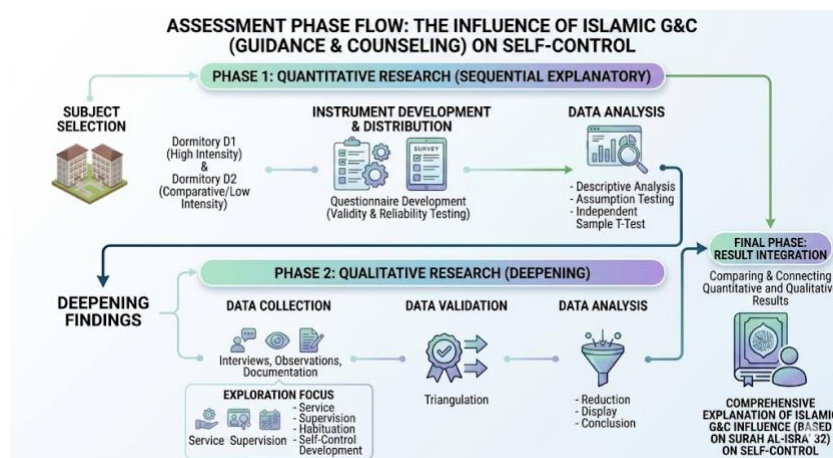 ASSESSMENT PHASE FLOW: THE INFLUENCE OF ISLAMIC G&C
(GUIDANCE & COUNSELING) ON SELF-CONTROL
PHASE 1: QUANTITATIVE RESEARCH (SEQUENTIAL EXPLANATORY)
SUBJECT
SELECTION
Dormitory D1
(High Intensity)
&
Dormitory D2
(Comparative/Low
Intensity)
INSTRUMENT DEVELOPMENT
& DISTRIBUTION
SURVEY
Questionnaire Development
(Validity & Reliability Testing)
DATA ANALYSIS
- Descriptive Analysis
- Assumption Testing
- Independent
Sample T-Test
DEEPENING
FINDINGS
PHASE 2: QUALITATIVE RESEARCH (DEEPENING)
DATA COLLECTION
Interviews, Observations,
Documentation
EXPLORATION FOCUS
Service Supervision
- Service
- Supervision
- Habituation
- Self-Control
Development
DATA VALIDATION
Triangulation
DATA ANALYSIS
- Reduction
- Display
- Conclusion
FINAL PHASE:
RESULT INTEGRATION
Comparing & Connecting
Quantitative and Qualitative
Results
COMPREHENSIVE
EXPLANATION OF ISLAMIC
G&C INFLUENCE (BASED
ON SURAH AL-ISRA' 32)
ON SELF-CONTROL